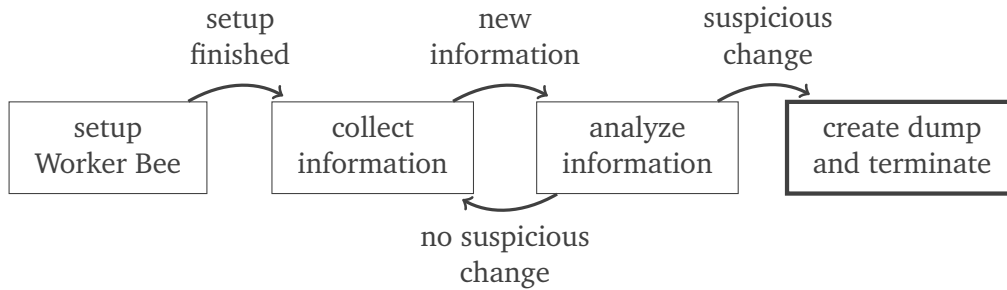 setup
finished
new
information
suspicious
change
setup
Worker Bee
collect
information
analyze
information
create dump
and terminate
no suspicious
change